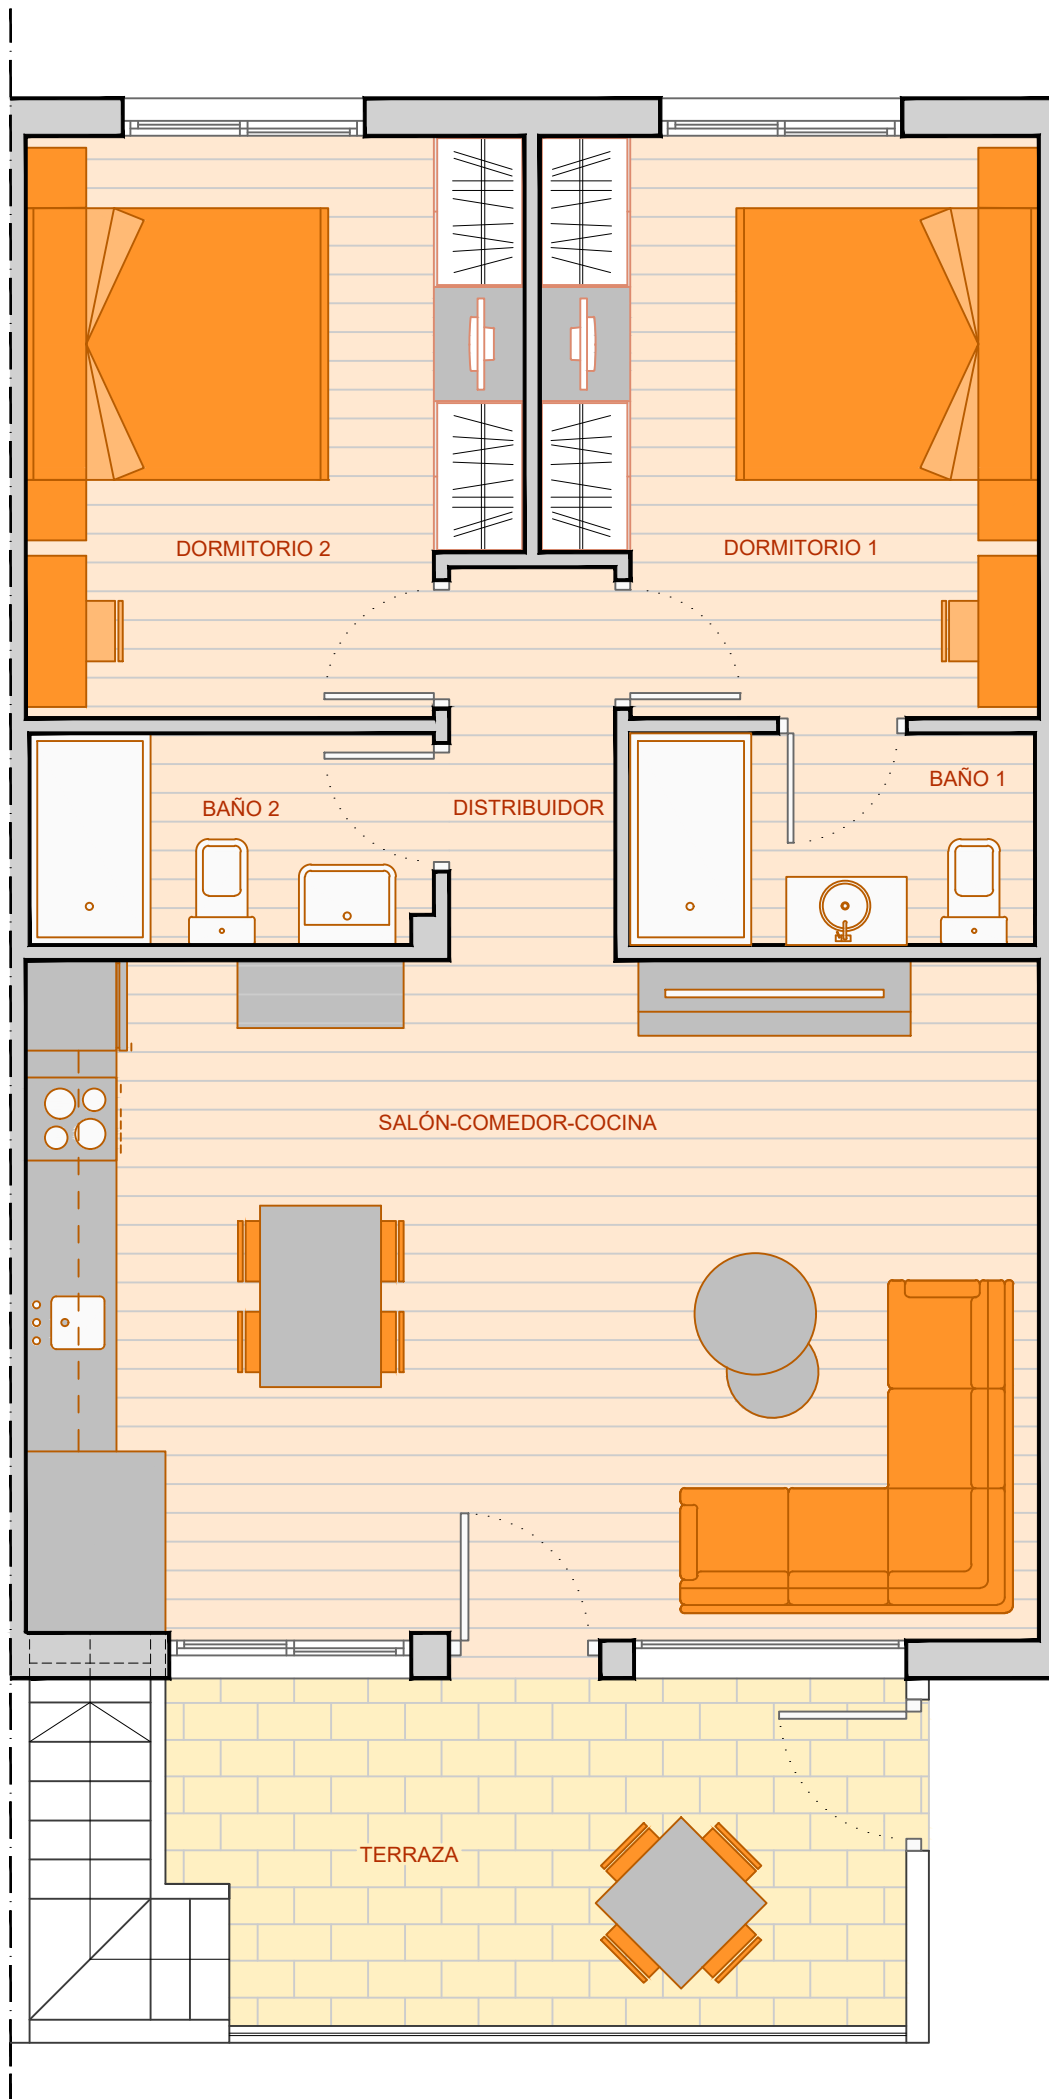 DORMITORIO 2
DORMITORIO 1
BAÑO 2
DISTRIBUIDOR
BAÑO 1
SALÓN-COMEDOR-COCINA
TERRAZA